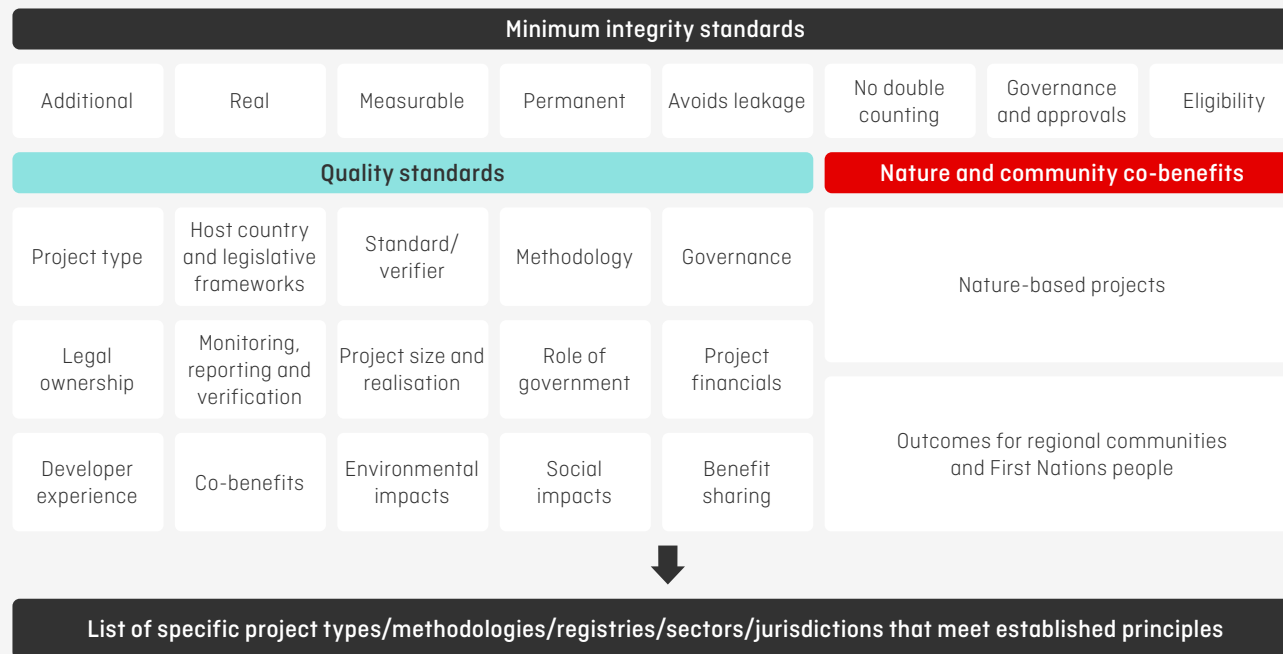 Minimum integrity standards
Additional
Real
Measurable
Permanent
Avoids leakage
No double
counting
Governance
and approvals
Eligibility
Quality standards
Nature and community co-benefits
Project type
Host country
and legislative
frameworks
Standard/
verifier
Methodology
Governance
Nature-based projects
Legal
ownership
Monitoring,
reporting and
verification
Project size and
realisation
Role of
government
Project
financials
Outcomes for regional communities
and First Nations people
Developer
experience
Co-benefits
Environmental
impacts
Social
impacts
Benefit
sharing
List of specific project types/methodologies/registries/sectors/jurisdictions that meet established principles